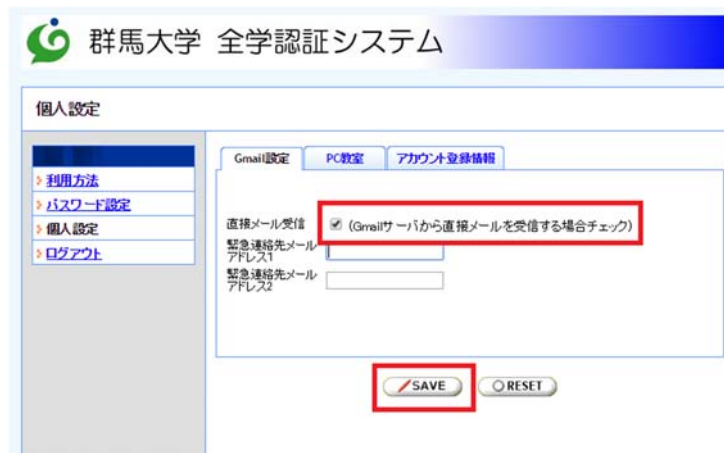 群馬大学 全学認証システム
個人設定
利用方法
パスワード設定
個人設定
ログアウト
Gmail設定 PC教室 アカウント登録情報
直接メール受信 (Gmailサーバから直接メールを受信する場合チェック)
緊急連絡先メール
アドレス1
緊急連絡先メール
アドレス2
SAVE RESET